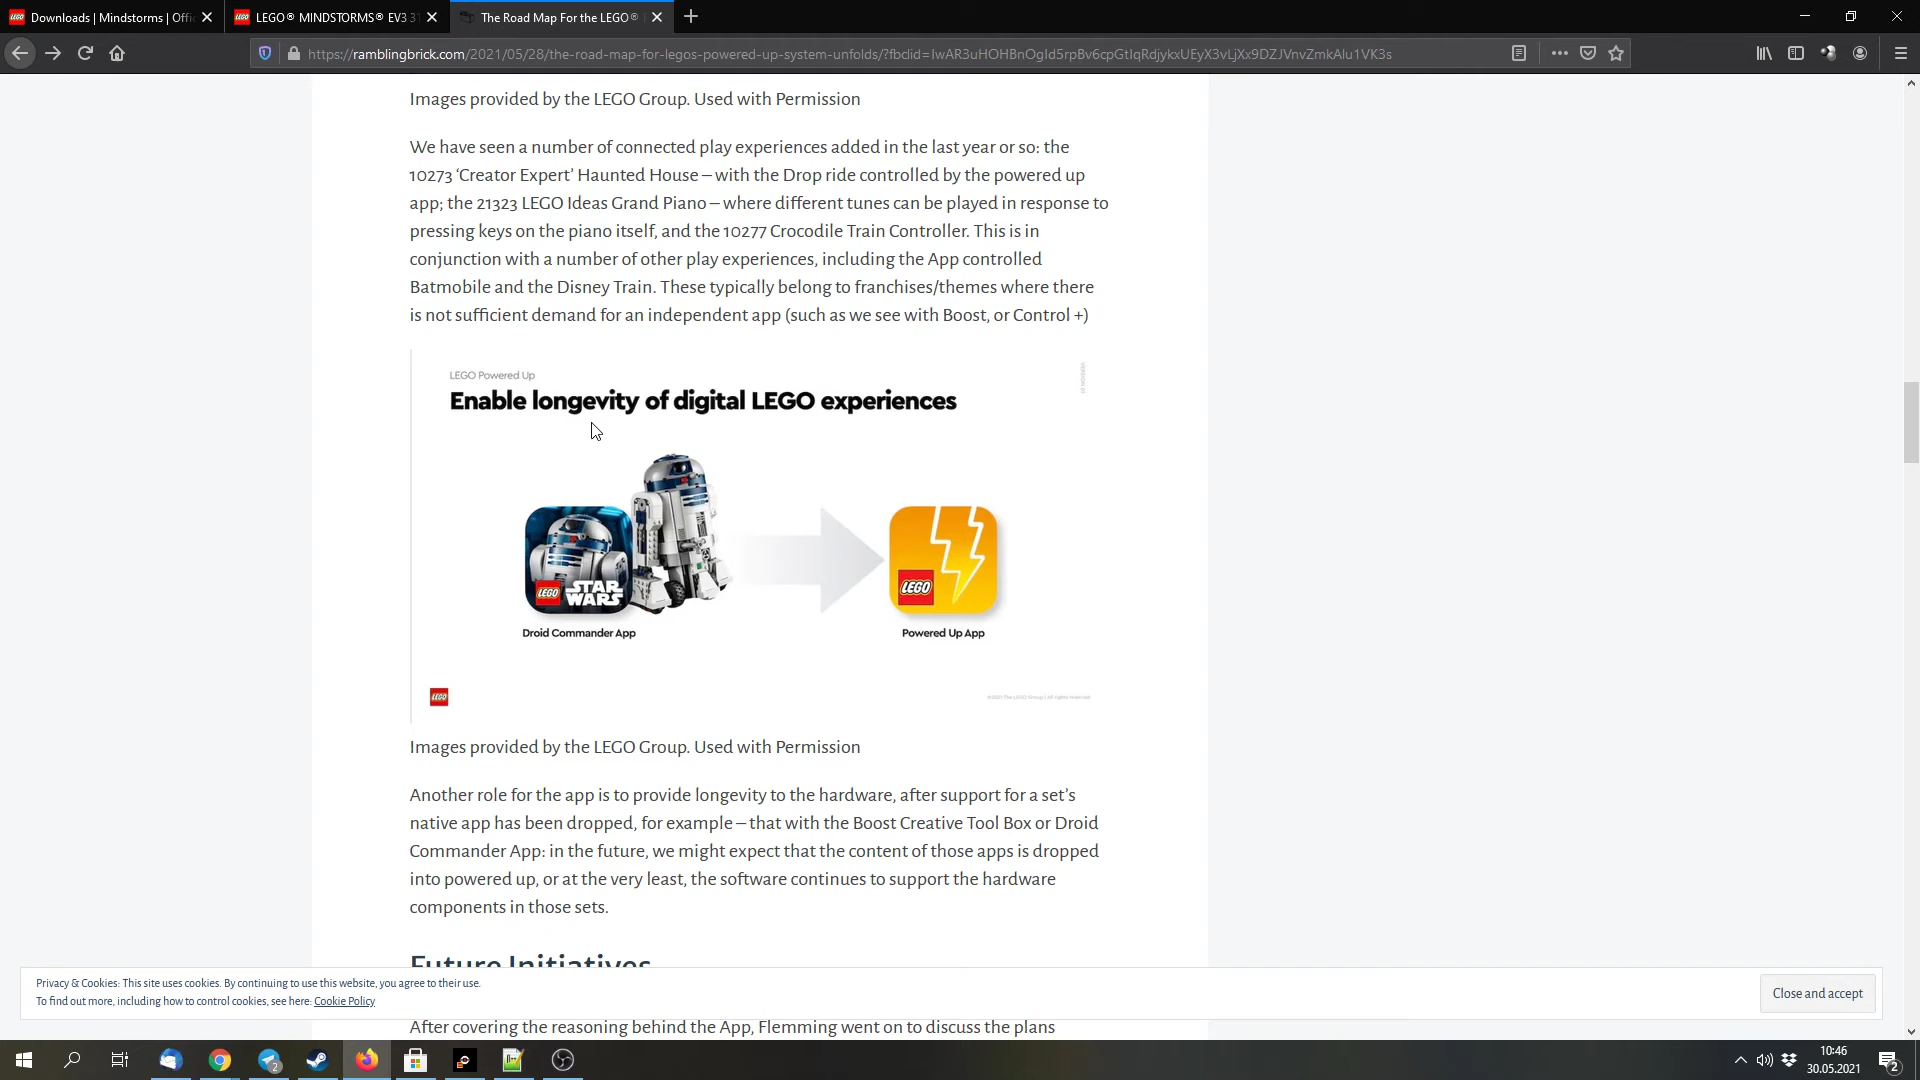 Downloads | Mindstorms | Offi
LEGO® MINDSTORMS® EV3 31
The Road Map For the LEGO®
https://ramblingbrick.com/2021/05/28/the-road-map-for-legos-powered-up-system-unfolds/?fbclid=IwAR3uHOHBnOgId5rpBv6cpGtIqRdjykxUEyX3vLjXx9DZJVnvZmkAlu1VK3s
Images provided by the LEGO Group. Used with Permission
We have seen a number of connected play experiences added in the last year or so: the
10273 ‘Creator Expert’ Haunted House – with the Drop ride controlled by the powered up
app; the 21323 LEGO Ideas Grand Piano – where different tunes can be played in response to
pressing keys on the piano itself, and the 10277 Crocodile Train Controller. This is in
conjunction with a number of other play experiences, including the App controlled
Batmobile and the Disney Train. These typically belong to franchises/themes where there
is not sufficient demand for an independent app (such as we see with Boost, or Control +)
LEGO Powered Up
Enable longevity of digital LEGO experiences
LEGO
STAR
WARS
LEGO
Droid Commander App
Powered Up App
LEGO
©2021 The LEGO Group | All rights reserved
Images provided by the LEGO Group. Used with Permission
Another role for the app is to provide longevity to the hardware, after support for a set’s
native app has been dropped, for example – that with the Boost Creative Tool Box or Droid
Commander App: in the future, we might expect that the content of those apps is dropped
into powered up, or at the very least, the software continues to support the hardware
components in those sets.
Future Initiatives
Privacy & Cookies: This site uses cookies. By continuing to use this website, you agree to their use.
To find out more, including how to control cookies, see here: Cookie Policy
Close and accept
After covering the reasoning behind the App, Flemming went on to discuss the plans
2
10:46
30.05.2021
2